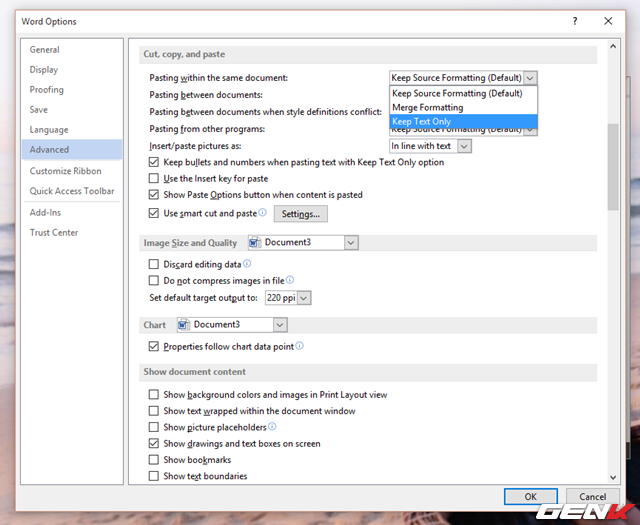 Word Options
?
General
Display
Proofing
Save
Language
Advanced
Customize Ribbon
Quick Access Toolbar
Add-Ins
Trust Center
Cut, copy, and paste
Pasting within the same document: Keep Source Formatting (Default)
Pasting between documents: Keep Source Formatting (Default)
Merge Formatting
Pasting between documents when style definitions conflict: Keep Text Only
Pasting from other programs: Keep Source Formatting (Default)
Insert/paste pictures as: In line with text
Keep bullets and numbers when pasting text with Keep Text Only option
Use the Insert key for paste
Show Paste Options button when content is pasted
Use smart cut and paste Settings...
Image Size and Quality Document3
Discard editing data
Do not compress images in file
Set default target output to: 220 ppi
Chart Document3
Properties follow chart data point
Show document content
Show background colors and images in Print Layout view
Show text wrapped within the document window
Show picture placeholders
Show drawings and text boxes on screen
Show bookmarks
Show text boundaries
OK Cancel
GENK